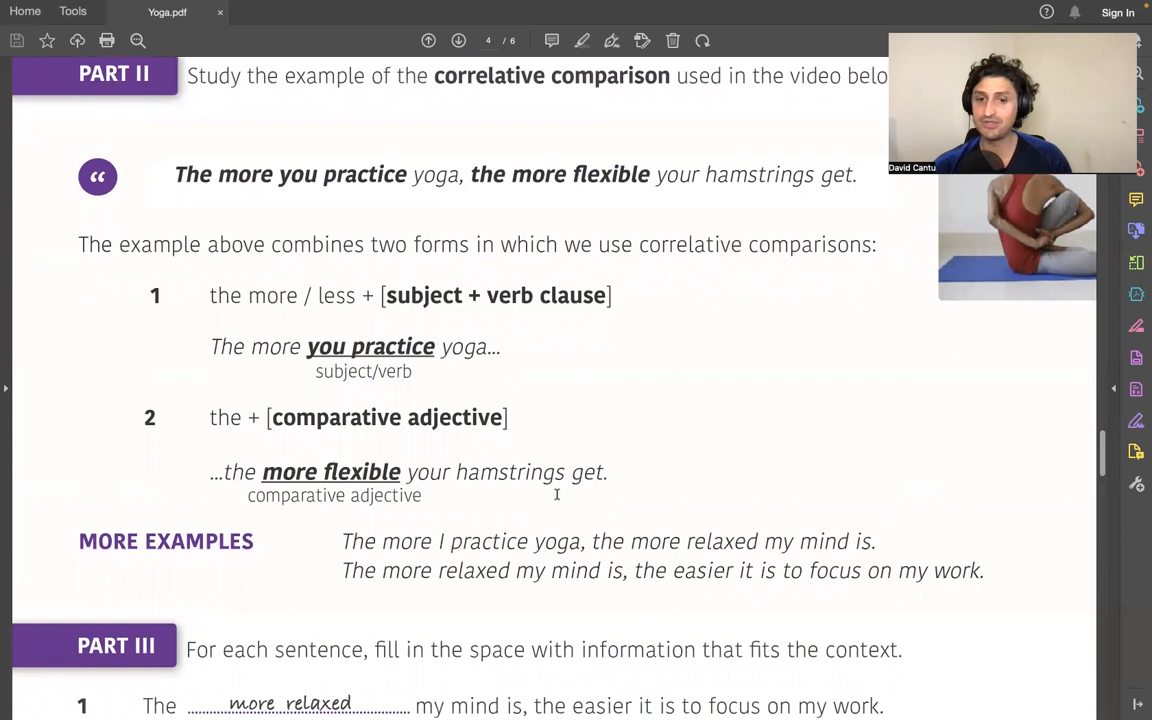 Home Tools Yoga.pdf × Sign In
4 / 6
PART II Study the example of the correlative comparison used in the video belo
David Cantu
“ The more you practice yoga, the more flexible your hamstrings get.
The example above combines two forms in which we use correlative comparisons:
1 the more / less + [subject + verb clause]
The more you practice yoga...
subject/verb
2 the + [comparative adjective]
...the more flexible your hamstrings get.
comparative adjective
MORE EXAMPLES The more I practice yoga, the more relaxed my mind is.
The more relaxed my mind is, the easier it is to focus on my work.
PART III For each sentence, fill in the space with information that fits the context.
1 The more relaxed my mind is, the easier it is to focus on my work.